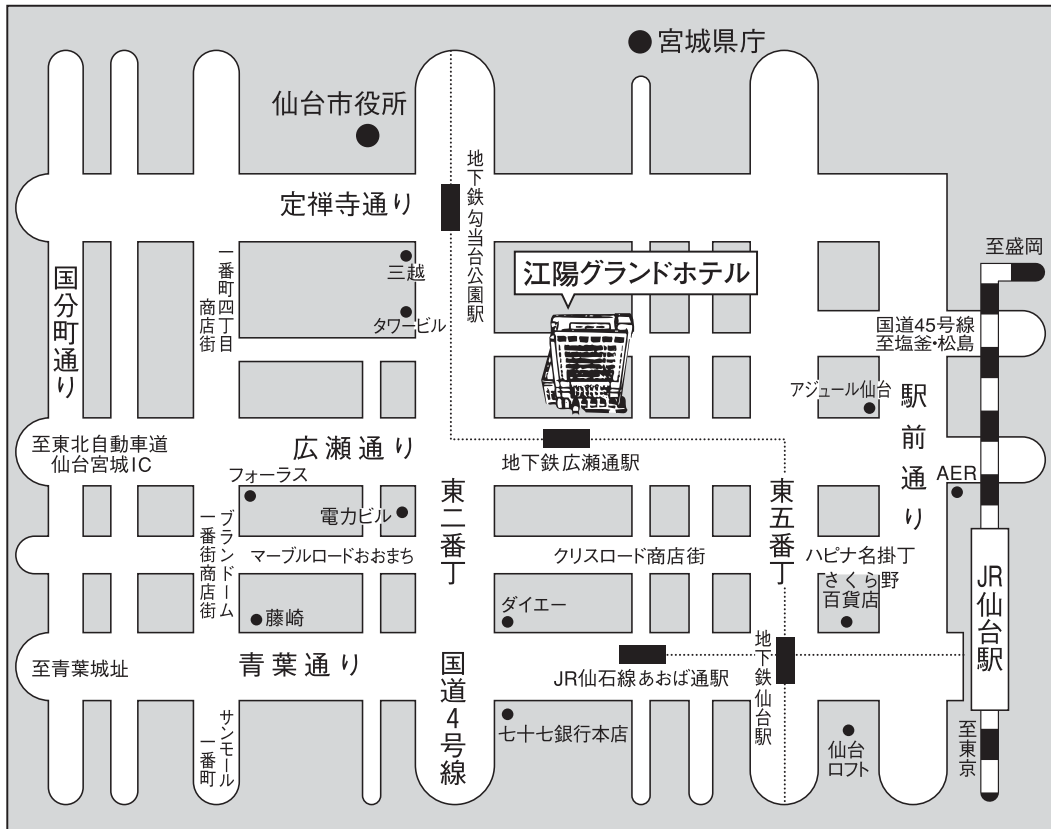 宮城県庁
仙台市役所
地下鉄勾当台公園駅
定禅寺通り
至盛岡
三越
一番町四丁目
商店街
江陽グランドホテル
国分町通り
タワービル
国道45号線
至塩釜・松島
アジュール仙台
駅前通り
至東北自動車道
仙台宮城IC
広瀬通り
地下鉄広瀬通駅
フォーラス
AER
電力ビル
東二番丁
東五番丁
ブランドーム
一番街商店街
マーブルロードおおまち
クリスロード商店街
ハピナ名掛丁
さくら野
百貨店
JR仙台駅
藤崎
ダイエー
至青葉城址
青葉通り
国道4号線
JR仙石線あおば通駅
地下鉄仙台駅
サンモール
一番町
七十七銀行本店
仙台
ロフト
至東京